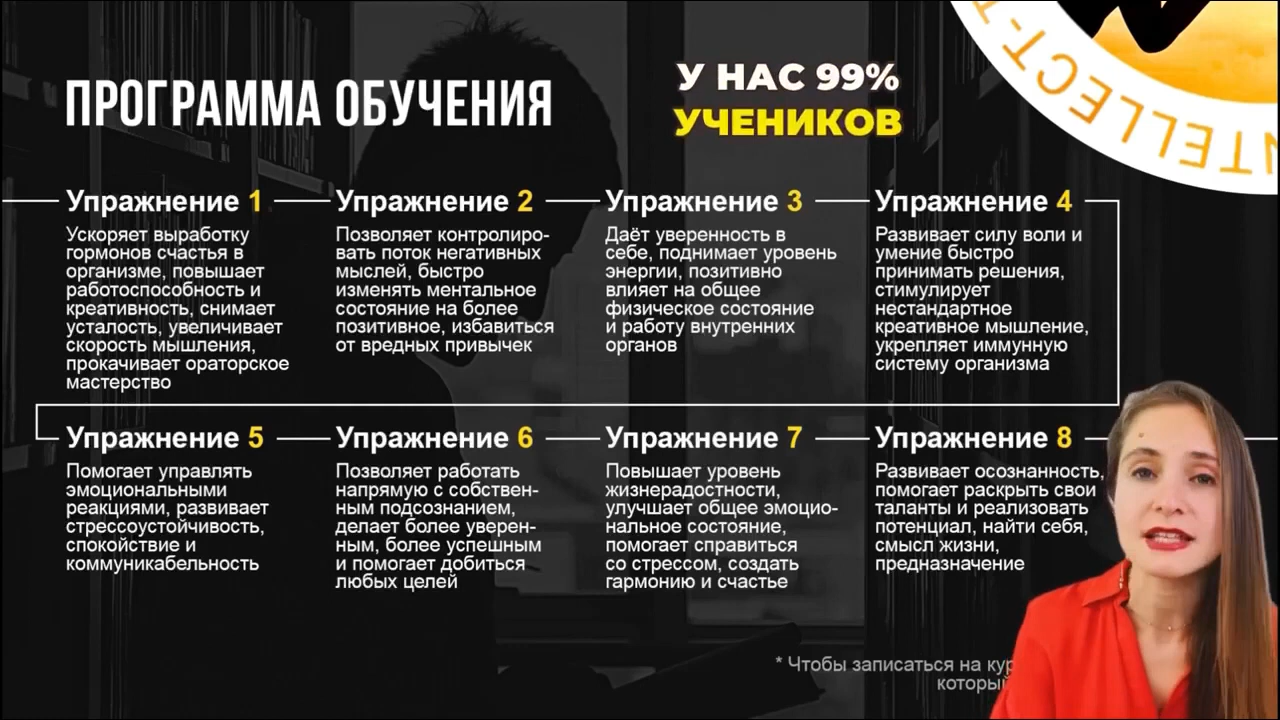 ПРОГРАММА ОБУЧЕНИЯ
У НАС 99%
УЧЕНИКОВ
NTELLECT-T
Упражнение 1
Ускоряет выработку
гормонов счастья в
организме, повышает
работоспособность и
креативность, снимает
усталость, увеличивает
скорость мышления,
прокачивает ораторское
мастерство
Упражнение 2
Позволяет контролиро-
вать поток негативных
мыслей, быстро
изменять ментальное
состояние на более
позитивное, избавиться
от вредных привычек
Упражнение 3
Даёт уверенность в
себе, поднимает уровень
энергии, позитивно
влияет на общее
физическое состояние
и работу внутренних
органов
Упражнение 4
Развивает силу воли и
умение быстро
принимать решения,
стимулирует
нестандартное
креативное мышление,
укрепляет иммунную
систему организма
Упражнение 5
Помогает управлять
эмоциональными
реакциями, развивает
стрессоустойчивость,
спокойствие и
коммуникабельность
Упражнение 6
Позволяет работать
напрямую с собствен-
ным подсознанием,
делает более уверен-
ным, более успешным
и помогает добиться
любых целей
Упражнение 7
Повышает уровень
жизнерадостности,
улучшает общее эмоцио-
нальное состояние,
помогает справиться
со стрессом, создать
гармонию и счастье
Упражнение 8
Развивает осознанность,
помогает раскрыть свои
таланты и реализовать
потенциал, найти себя,
смысл жизни,
предназначение
* Чтобы записаться на кур
который